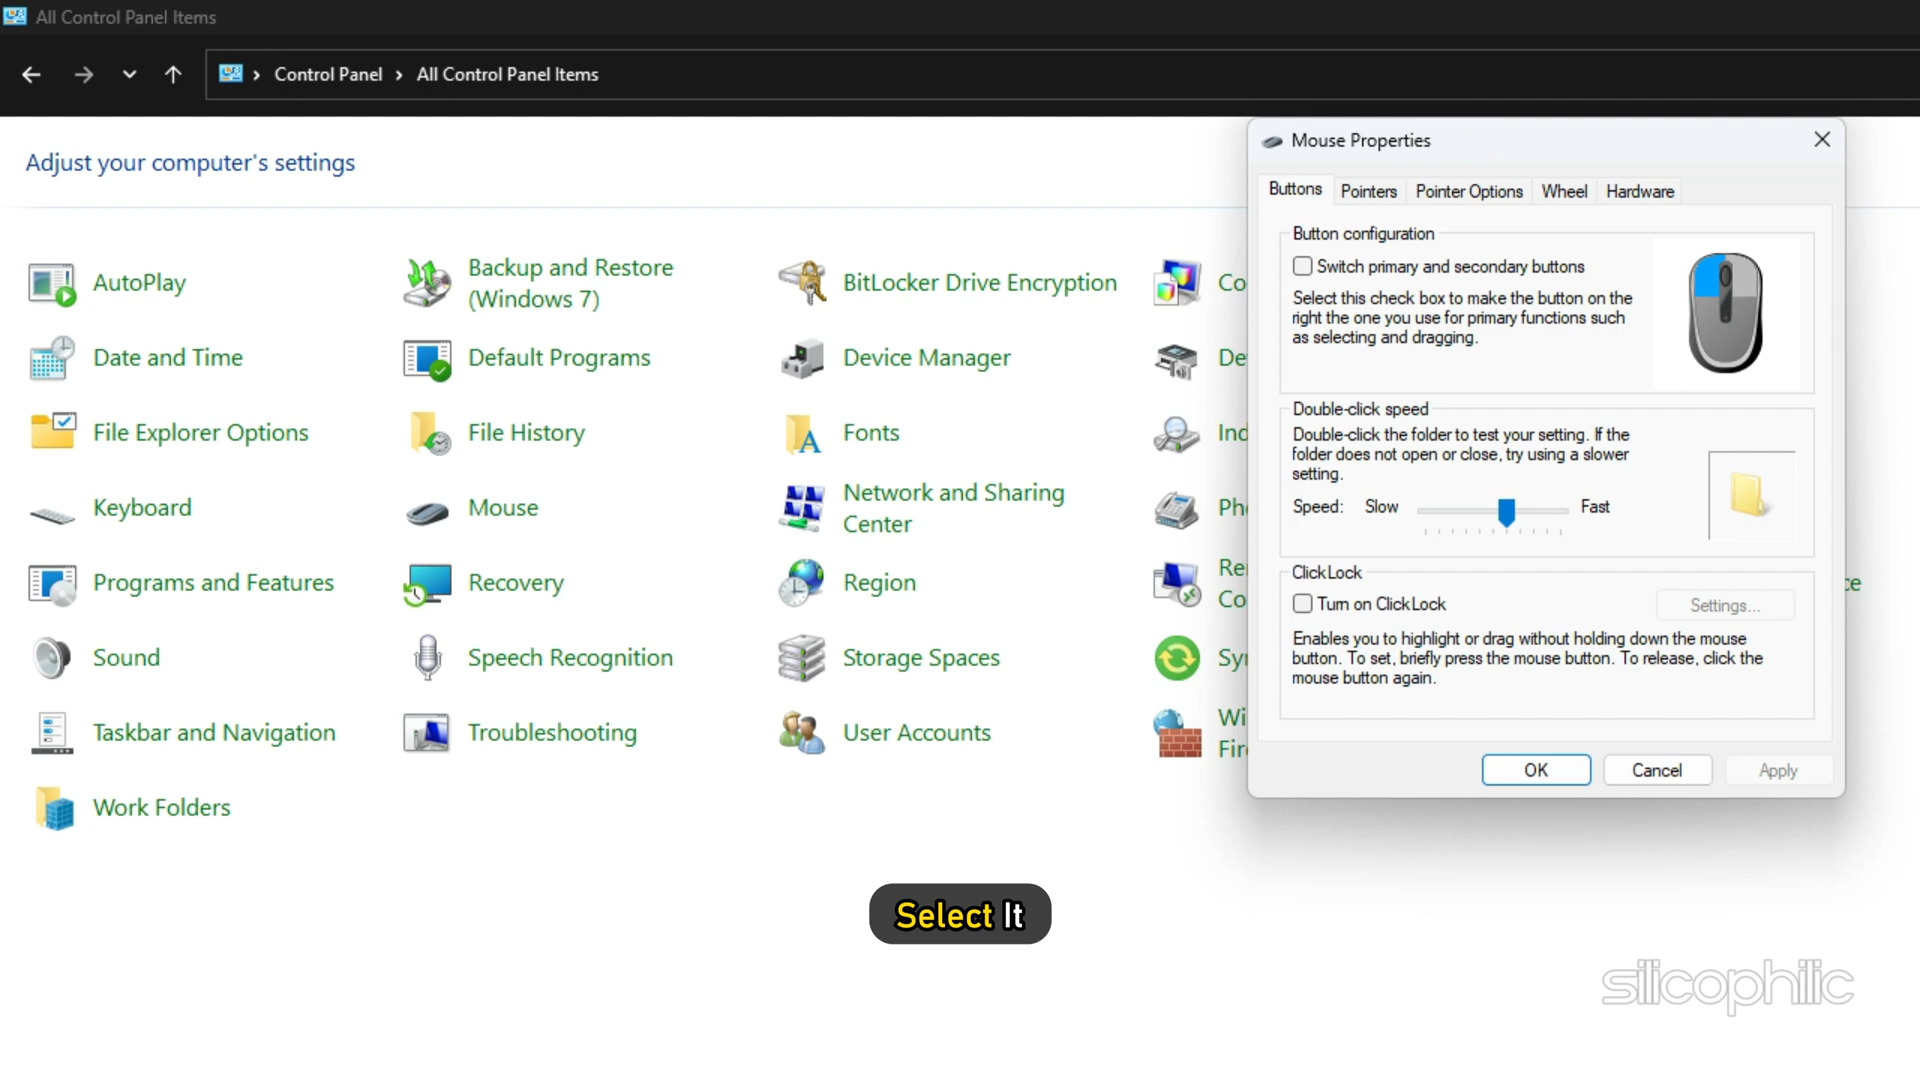 All Control Panel Items
Control Panel
All Control Panel Items
Adjust your computer's settings
AutoPlay
Backup and Restore
(Windows 7)
BitLocker Drive Encryption
Co
Date and Time
Default Programs
Device Manager
De
File Explorer Options
File History
Fonts
Ind
Keyboard
Mouse
Network and Sharing
Center
Pho
Programs and Features
Recovery
Region
Re
Co
ce
Sound
Speech Recognition
Storage Spaces
Syn
Taskbar and Navigation
Troubleshooting
User Accounts
Wi
Fire
Work Folders
Mouse Properties
Buttons
Pointers
Pointer Options
Wheel
Hardware
Button configuration
Switch primary and secondary buttons
Select this check box to make the button on the
right the one you use for primary functions such
as selecting and dragging.
Double-click speed
Double-click the folder to test your setting. If the
folder does not open or close, try using a slower
setting.
Speed: Slow Fast
ClickLock
Turn on ClickLock
Settings...
Enables you to highlight or drag without holding down the mouse
button. To set, briefly press the mouse button. To release, click the
mouse button again.
OK
Cancel
Apply
Select It
silicophilic